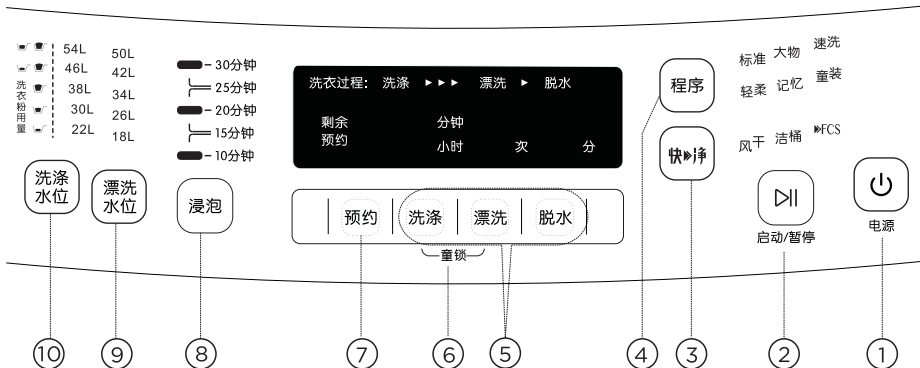 54L 50L
46L 42L
38L 34L
30L 26L
22L 18L
洗衣粉用量
洗涤水位
漂洗水位
30分钟
25分钟
20分钟
15分钟
10分钟
浸泡
洗衣过程： 洗涤 ▸▸▸ 漂洗 ▸ 脱水
剩余 分钟
预约 小时 次 分
预约 洗涤 漂洗 脱水
童锁
程序
快净
标准 大物 速洗
轻柔 记忆 童装
风干 洁桶 FCS
启动/暂停
电源
⑩ ⑨ ⑧ ⑦ ⑥ ⑤ ④ ③ ② ①